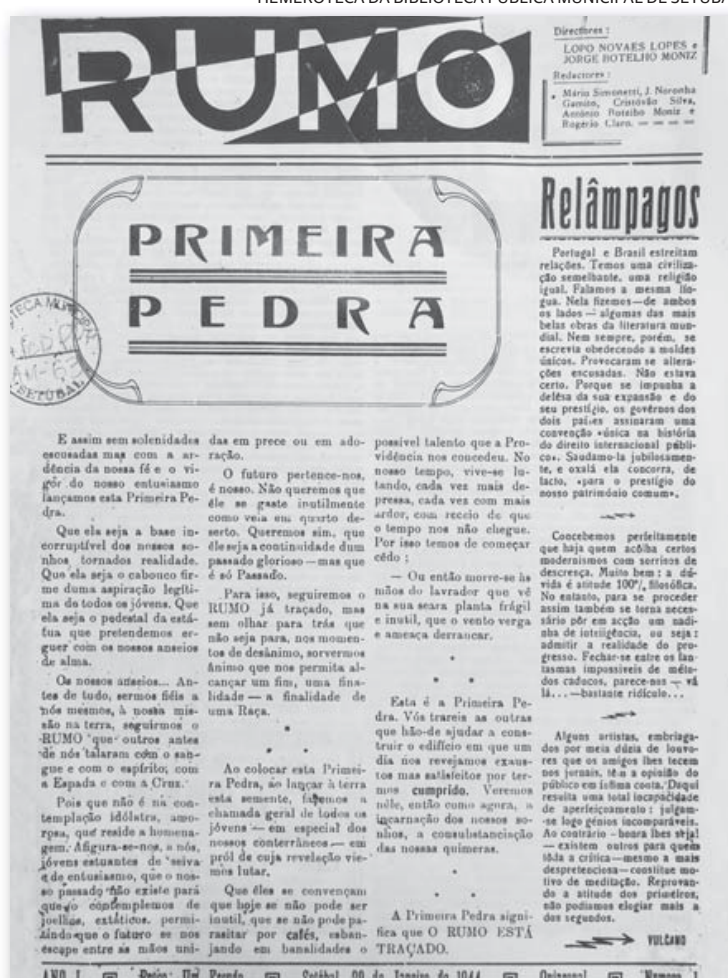 HEMEROTECA DA BIBLIOTECA PÚBLICA MUNICIPAL DE SETÚBA
RUMO
Directores :
LOPO NOVAES LOPES e
JORGE BOTELHO MONIZ
Redactores :
Mário Simonetti, J. Noronha
Gamito, Cristóvão Silva,
António Botelho Moniz e
Rogério Claro.
PRIMEIRA
PEDRA
E assim sem solenidades
escusadas mas com a ar-
dência da nossa fé e o vi-
gôr do nosso entusiasmo
lançamos esta Primeira Pe-
dra.
Que ela seja a base in-
corruptível dos nossos so-
nhos tornados realidade.
Que ela seja o cabouco fir-
me duma aspiração legíti-
ma de todos os jóvens. Que
ela seja o pedestal da está-
tua que pretendemos er-
guer com os nossos anseios
de alma.
Os nossos anseios... An-
tes de tudo, sermos fiéis a
nós mesmos, à nossa mis-
são na terra, seguirmos o
RUMO que outros antes
de nós talaram com o san-
gue e com o espírito; com
a Espada e com a Cruz.
Pois que não é na con-
templação idólatra, amo-
rosa, que reside a homena-
gem. Afigura-se-nos, a nós,
jóvens estuantes de seiva
e de entusiasmo, que o nos-
so passado não existe para
que o contemplemos de
joelhos, extáticos, permi-
tindo que o futuro se nos
escape entre as mãos uni-
das em prece ou em ado-
ração.
O futuro pertence-nos,
é nosso. Não queremos que
êle se gaste inutilmente
como vela em quarto de-
serto. Queremos sim, que
êle seja a continuïdade dum
passado glorioso — mas que
é só Passado.
Para isso, seguiremos o
RUMO já traçado, mas
sem olhar para trás que
não seja para, nos momen-
tos de desânimo, sorvermos
ânimo que nos permita al-
cançar um fim, uma fina-
lidade — a finalidade de
uma Raça.
Ao colocar esta Primei-
ra Pedra, ao lançar à terra
esta semente, fazemos a
chamada geral de todos os
jóvens — em especial dos
nossos conterrâneos — em
pról de cuja revelação vie-
mos lutar.
Que êles se convençam
que hoje se não pode ser
inutil, que se não pode pa-
rasitar por cafés, esban-
jando em banalidades o
possível talento que a Pro-
vidência nos concedeu. No
nosso tempo, vive-se lu-
tando, cada vez mais de-
pressa, cada vez com mais
ardor, com receio de que
o tempo nos não chegue.
Por isso temos de começar
cêdo :
— Ou então morre-se às
mãos do lavrador que vê
na sua seara planta frágil
e inutil, que o vento verga
e ameaça derrancar.
Esta é a Primeira Pe-
dra. Vós trareis as outras
que hão-de ajudar a cons-
truir o edifício em que um
dia nos revejamos exaus-
tos mas satisfeitos por ter-
mos cumprido. Veremos
nêle, então como agora, a
incarnação dos nossos so-
nhos, a consubstanciação
das nossas quimeras.
A Primeira Pedra signi-
fica que O RUMO ESTÁ
TRAÇADO.
Relâmpagos
Portugal e Brasil estreitam
relações. Temos uma civiliza-
ção semelhante, uma religião
igual. Falamos a mesma lín-
gua. Nela fizemos — de ambos
os lados — algumas das mais
belas obras da literatura mun-
dial. Nem sempre, porém, se
escrevia obedecendo a moldes
únicos. Provocaram se altera-
ções escusadas. Não estava
certo. Porque se impunha a
defêsa da sua expansão e do
seu prestígio, os govêrnos dos
dois países assinaram uma
convenção «única na história
do direito internacional públi-
co». Saudamo-la jubilosamen-
te, e oxalá ela concorra, de
facto, «para o prestígio do
nosso património comum».
Concebemos perfeitamente
que haja quem acôlha certos
modernismos com sorrisos de
descrença. Muito bem : a dú-
vida é atitude 100%, filosófica.
No entanto, para se proceder
assim também se torna neces-
sário pôr em acção um nadi-
nha de inteligência, ou seja :
admitir a realidade do pro-
gresso. Fechar-se entre os fan-
tasmas impossíveis de méto-
dos caducos, parece-nos — vá
lá... — bastante ridículo...
Alguns artistas, embriaga-
dos por meia dúzia de louvo-
res que os amigos lhes tecem
nos jornais, têm a opinião do
público em ínfima conta. Daqui
resulta uma total incapacidade
de aperfeiçoamento : julgam-
-se logo génios incomparáveis.
Ao contrário - honra lhes seja!
— existem outros para quem
tôda a crítica — mesmo a mais
despretenciosa — constitue mo-
tivo de meditação. Reprovan-
do a atitude dos primeiros,
não podiamos elogiar mais a
dos segundos.
VULCANO